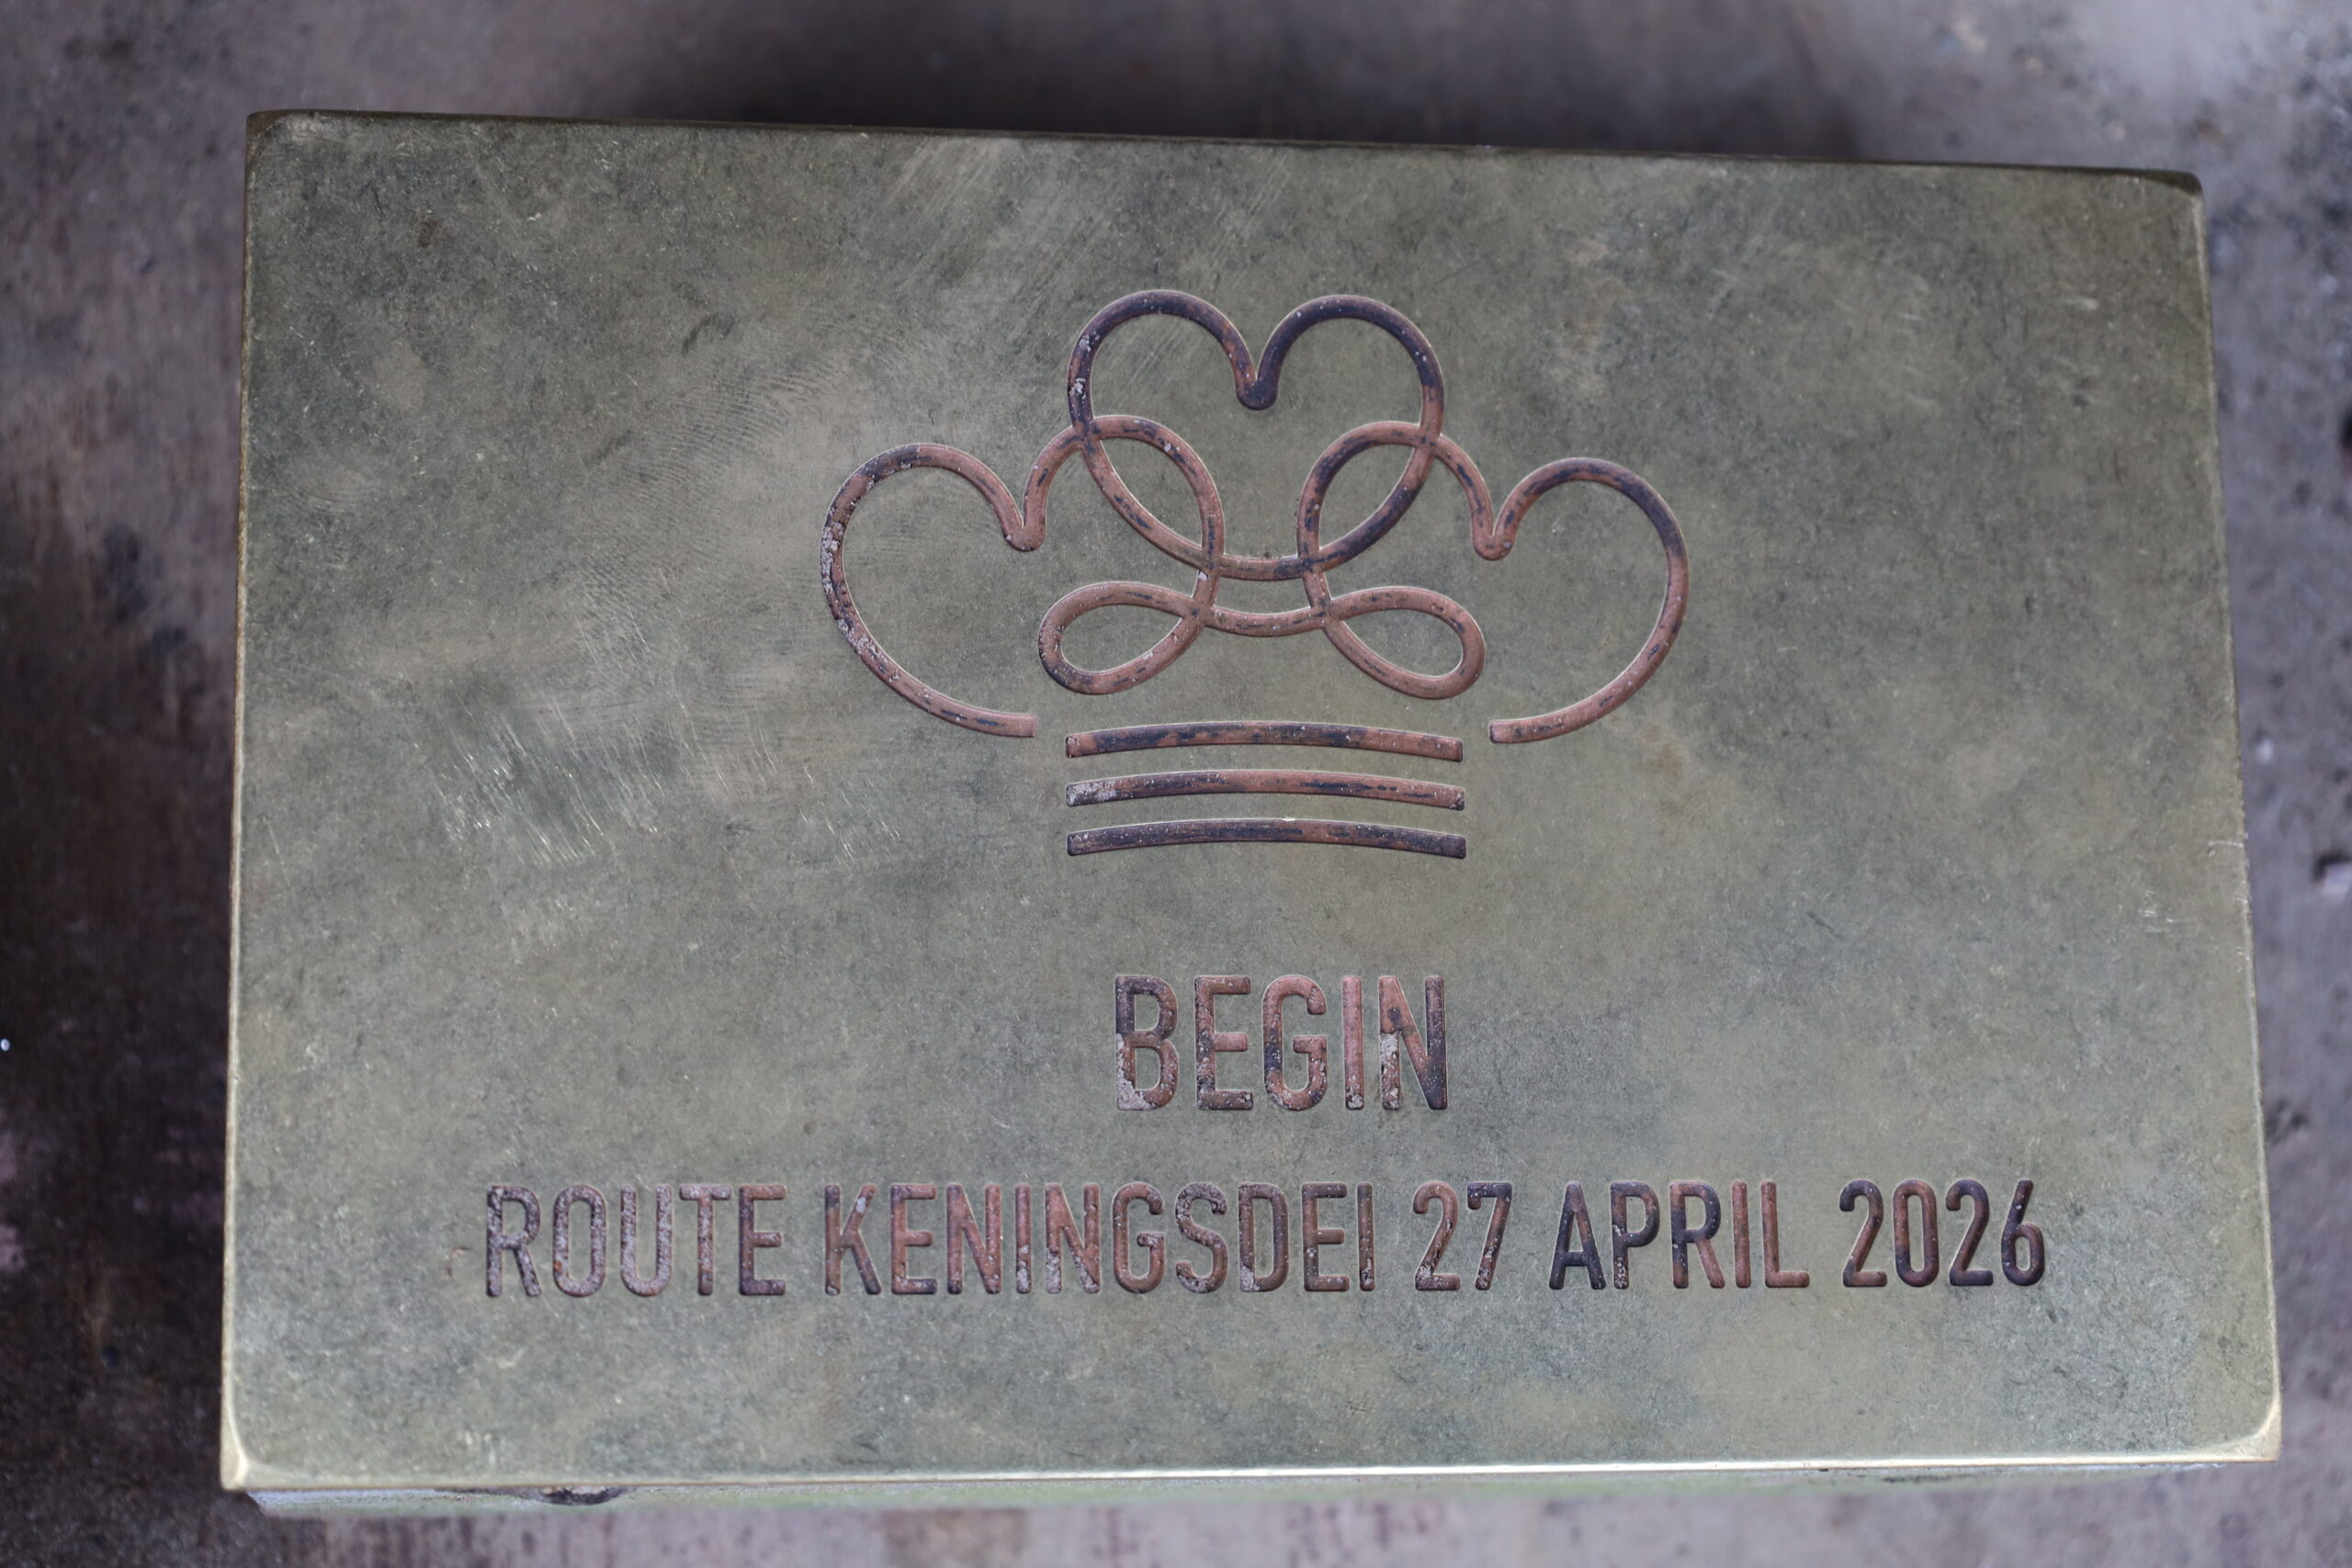 BEGIN
ROUTE KENINGSDEI 27 APRIL 2026